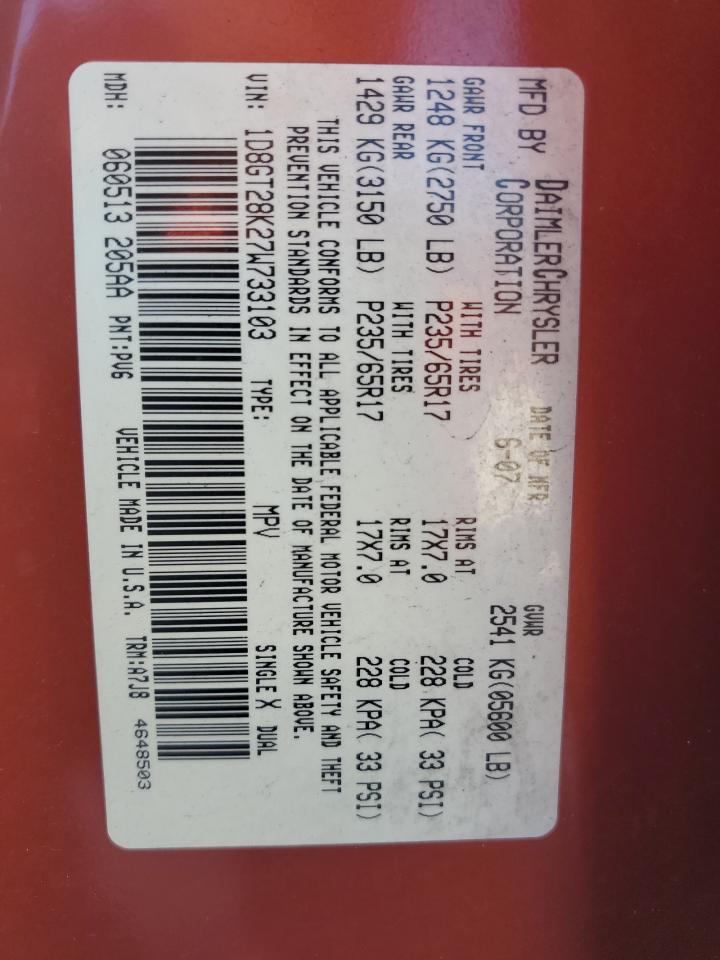 MFD BY DAIMLERCHRYSLER CORPORATION DATE OF MFR 6-07 GVWR 2541 KG(05600 LB)
GAWR FRONT WITH TIRES RIMS AT COLD
1248 KG(2750 LB) P235/65R17 17X7.0 228 KPA( 33 PSI)
GAWR REAR WITH TIRES RIMS AT COLD
1429 KG(3150 LB) P235/65R17 17X7.0 228 KPA( 33 PSI)
THIS VEHICLE CONFORMS TO ALL APPLICABLE FEDERAL MOTOR VEHICLE SAFETY AND THEFT
PREVENTION STANDARDS IN EFFECT ON THE DATE OF MANUFACTURE SHOWN ABOVE.
VIN: 1D8GT28K27W733103 TYPE: MPV SINGLE X DUAL
MDH: 060513 205AA PNT:PV6 VEHICLE MADE IN U.S.A. TRM:A7J8 4648503